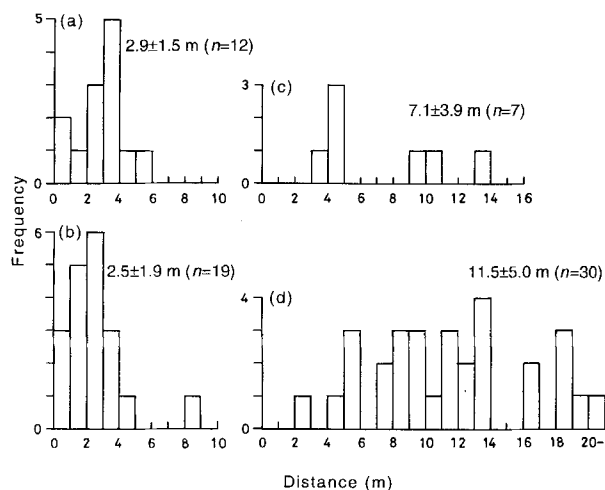 (a)
2.9±1.5 m (n=12)
5
0
0 2 4 6 8 10
(c)
7.1±3.9 m (n=7)
3
0
0 2 4 6 8 10 12 14 16
Frequency
(b)
2.5±1.9 m (n=19)
6
0
0 2 4 6 8 10
(d)
11.5±5.0 m (n=30)
4
0
0 2 4 6 8 10 12 14 16 18 20-
Distance (m)